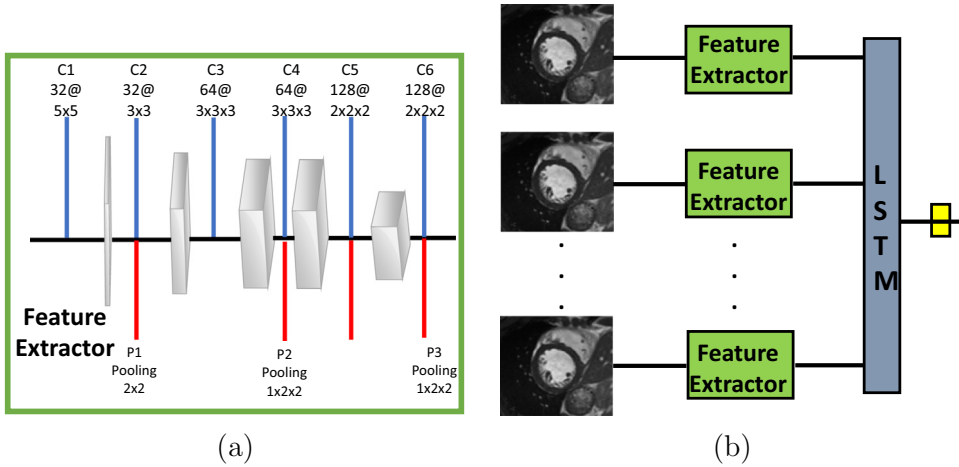 C1 C2 C3 C4 C5 C6
32@ 32@ 64@ 64@ 128@ 128@
5x5 3x3 3x3x3 3x3x3 2x2x2 2x2x2
Feature
Extractor
P1 P2 P3
Pooling Pooling Pooling
2x2 1x2x2 1x2x2
(a)
Feature
Extractor
Feature
Extractor
Feature
Extractor
L
S
T
M
(b)